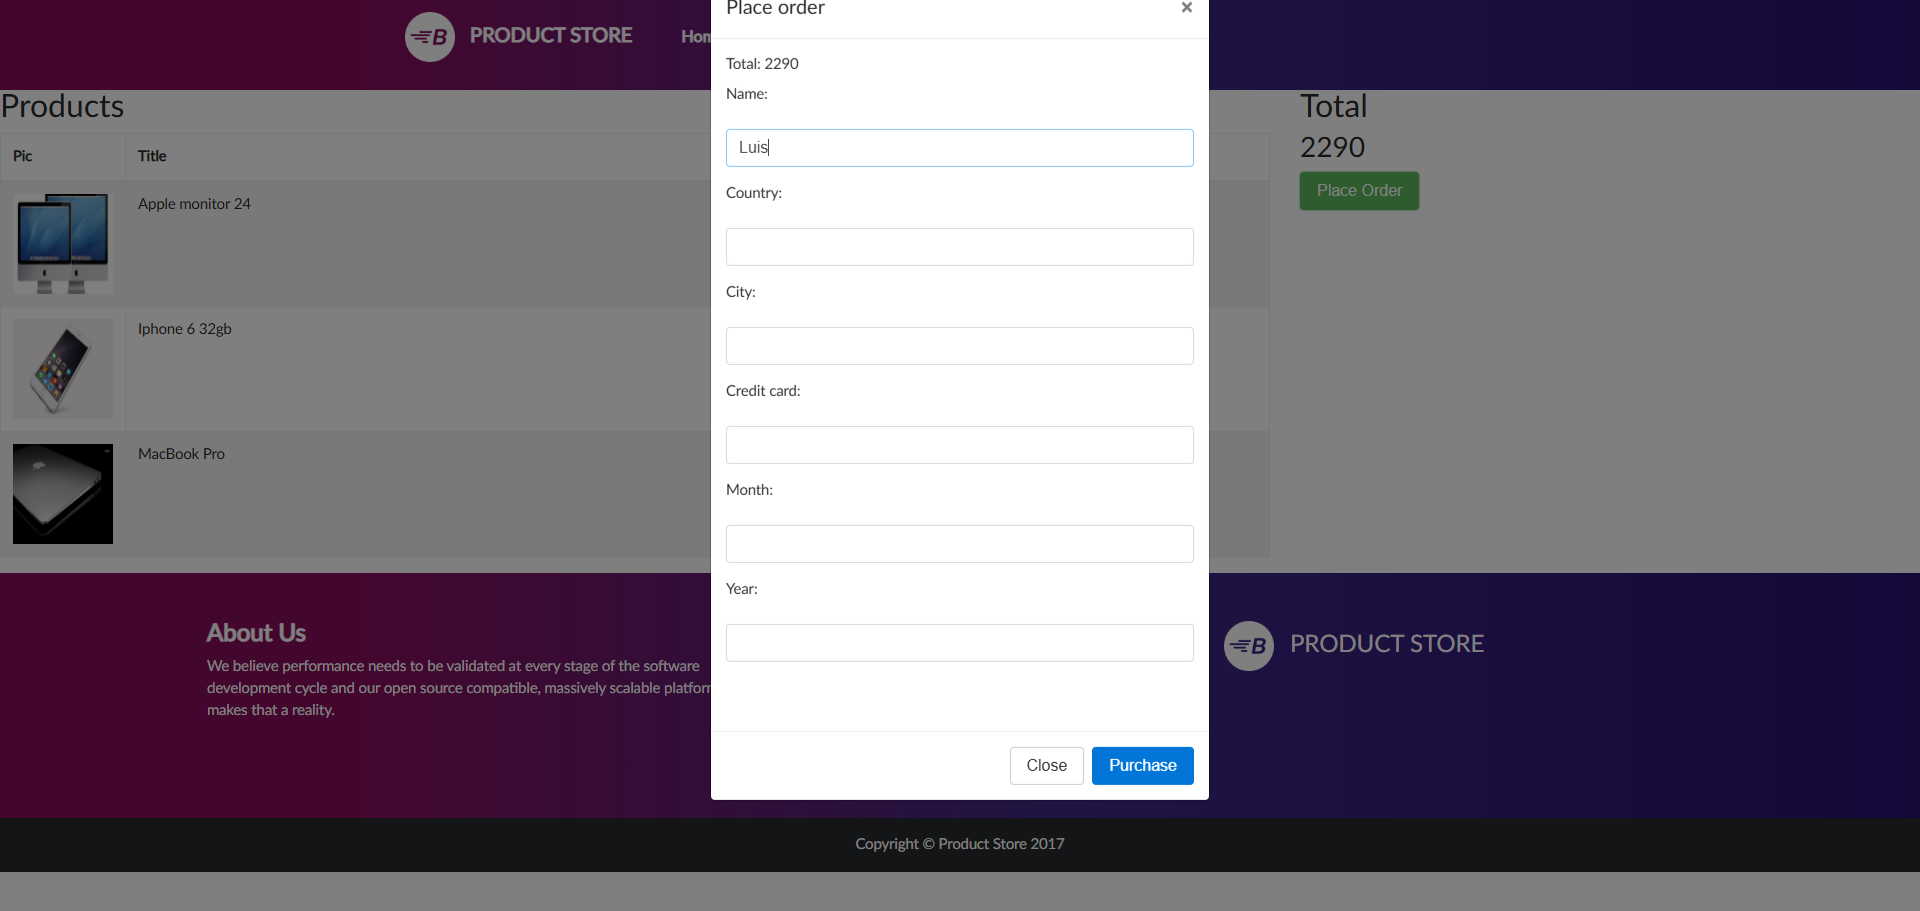 PRODUCT STORE
Place order
×
Total: 2290
Name:
Luis
Country:
City:
Credit card:
Month:
Year:
Close
Purchase
Products
Pic
Title
Apple monitor 24
Iphone 6 32gb
MacBook Pro
Total
2290
Place Order
About Us
We believe performance needs to be validated at every stage of the software
development cycle and our open source compatible, massively scalable
makes that a reality.
PRODUCT STORE
Copyright © Product Store 2017